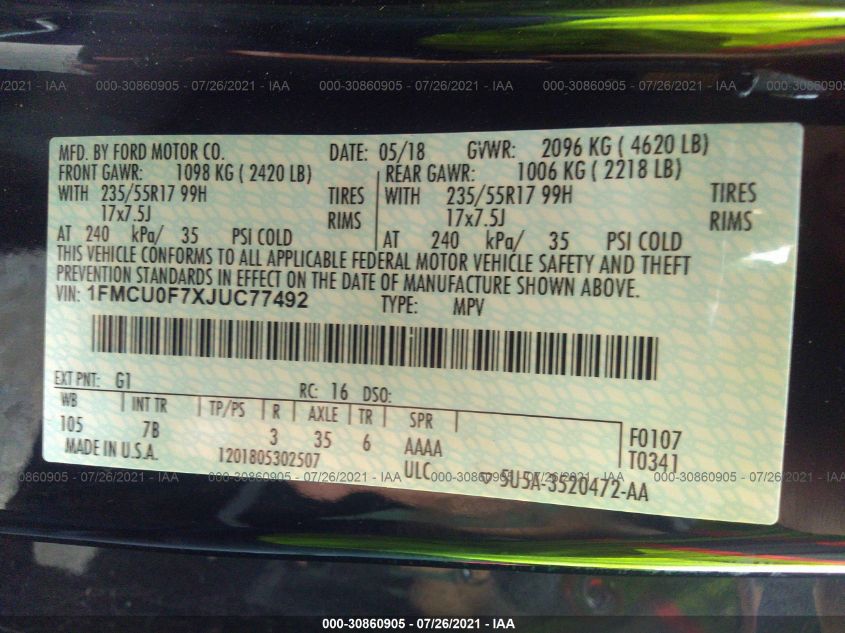 2021 - IAA 000-30860905 - 07/26/2021 - IAA 000-30860905 - 07/26/2021 - IAA 000-30860905 - 07/26/2021
MFD. BY FORD MOTOR CO. DATE: 05/18 GVWR: 2096 KG ( 4620 LB)
FRONT GAWR: 1098 KG ( 2420 LB) REAR GAWR: 1006 KG ( 2218 LB)
WITH 235/55R17 99H TIRES WITH 235/55R17 99H TIRES
17x7.5J RIMS 17x7.5J RIMS
AT 240 kPa/ 35 PSI COLD AT 240 kPa/ 35 PSI COLD
THIS VEHICLE CONFORMS TO ALL APPLICABLE FEDERAL MOTOR VEHICLE SAFETY AND THEFT
PREVENTION STANDARDS IN EFFECT ON THE DATE OF MANUFACTURE SHOWN ABOVE.
VIN: 1FMCU0F7XJUC77492 TYPE: MPV
EXT PNT: G1 RC: 16 DSO:
WB INT TR TP/PS R AXLE TR SPR
105 7B 3 35 6 AAAA F0107
MADE IN U.S.A. 1201805302507 ULC T0341
5U5A-3520472-AA
2021 - IAA 000-30860905 - 07/26/2021 - IAA 000-30860905 - 07/26/2021 - IAA 000-30860905 - 07/26/2021
000-30860905 - 07/26/2021 - IAA